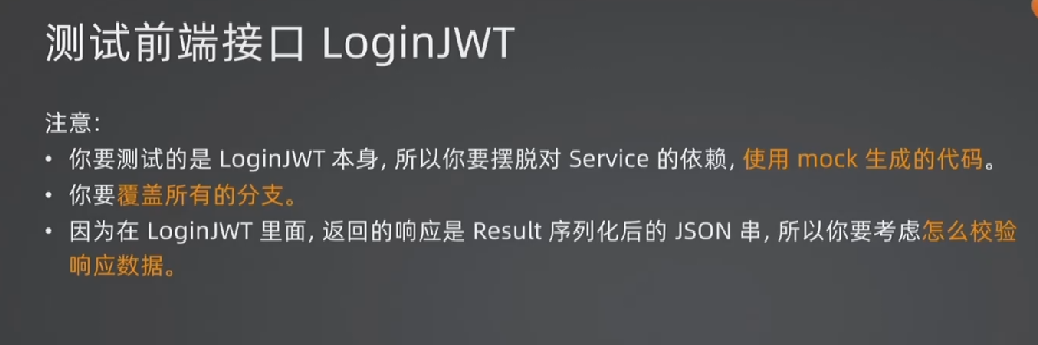 测试前端接口 LoginJWT
注意:
• 你要测试的是 LoginJWT 本身, 所以你要摆脱对 Service 的依赖, 使用 mock 生成的代码。
• 你要覆盖所有的分支。
• 因为在 LoginJWT 里面, 返回的响应是 Result 序列化后的 JSON 串, 所以你要考虑怎么校验
响应数据。